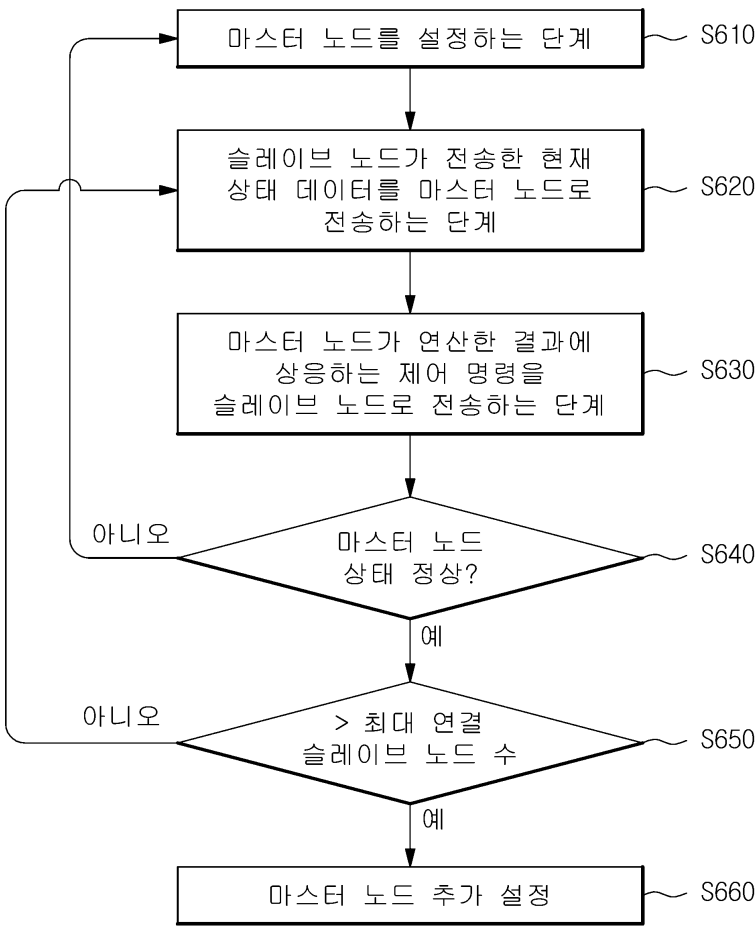 마스터 노드를 설정하는 단계
S610
슬레이브 노드가 전송한 현재
상태 데이터를 마스터 노드로
전송하는 단계
S620
마스터 노드가 연산한 결과에
상응하는 제어 명령을
슬레이브 노드로 전송하는 단계
S630
아니오
마스터 노드
상태 정상?
S640
예
아니오
> 최대 연결
슬레이브 노드 수
S650
예
마스터 노드 추가 설정
S660